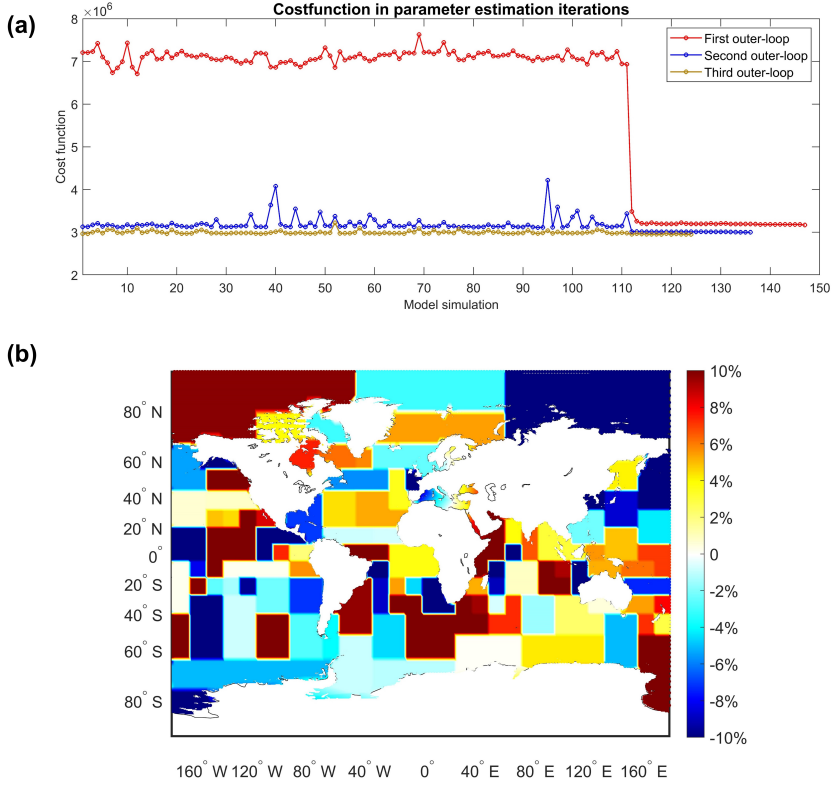 (a)
Costfunction in parameter estimation iterations
×10^6
8
7
6
5
4
3
2
Cost function
First outer-loop
Second outer-loop
Third outer-loop
10 20 30 40 50 60 70 80 90 100 110 120 130 140 150
Model simulation
(b)
80° N
60° N
40° N
20° N
0°
20° S
40° S
60° S
80° S
160° W 120° W 80° W 40° W 0° 40° E 80° E 120° E 160° E
10%
8%
6%
4%
2%
0
-2%
-4%
-6%
-8%
-10%